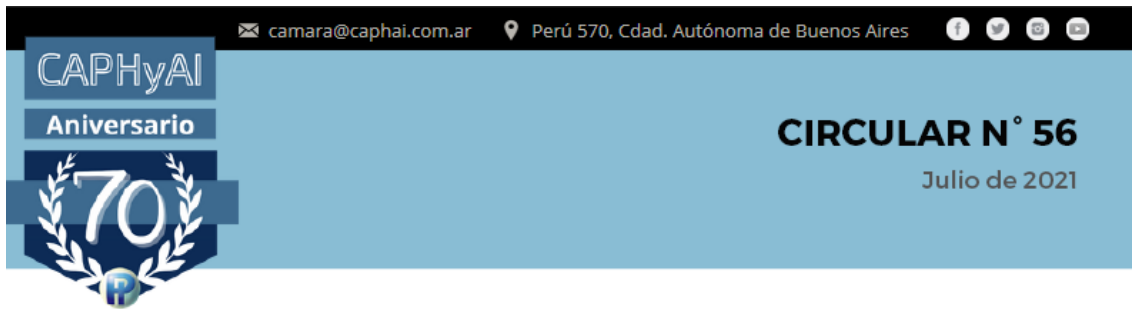 camara@caphai.com.ar Perú 570, Cdad. Autónoma de Buenos Aires
CAPHyAI
Aniversario
70
CIRCULAR N° 56
Julio de 2021